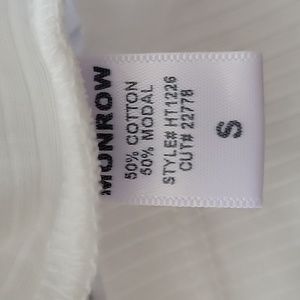 MONROW
50% COTTON
50% MODAL
STYLE# HT1226
CUT# 22778
S